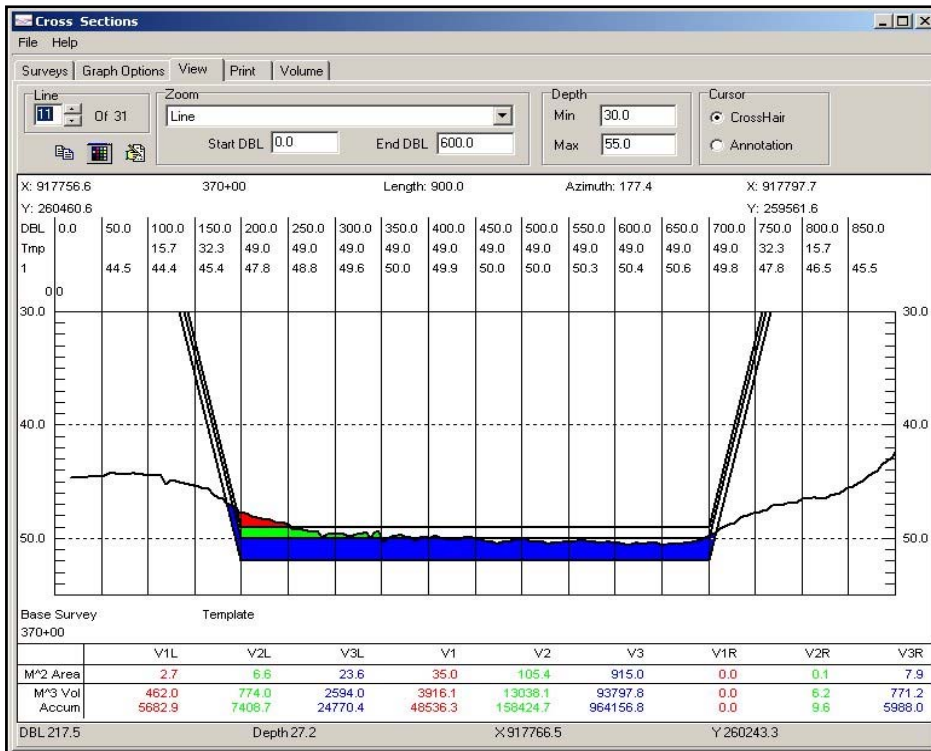 Cross Sections
File Help
Surveys Graph Options View Print Volume
Line Zoom Depth Cursor
11 Of 31 Line Min 30.0 CrossHair
Start DBL 0.0 End DBL 600.0 Max 55.0 Annotation
X: 917756.6 370+00 Length: 900.0 Azimuth: 177.4 X: 917797.7
Y: 260460.6 Y: 259561.6
DBL 0.0 50.0 100.0 150.0 200.0 250.0 300.0 350.0 400.0 450.0 500.0 550.0 600.0 650.0 700.0 750.0 800.0 850.0
Tmp 15.7 32.3 49.0 49.0 49.0 49.0 49.0 49.0 49.0 49.0 49.0 49.0 49.0 32.3 15.7
1 44.5 44.4 45.4 47.8 48.8 49.6 50.0 49.9 50.0 50.0 50.3 50.4 50.6 49.8 47.8 46.5 45.5
0.0
30.0 30.0
40.0 40.0
50.0 50.0
Base Survey Template
370+00
V1L V2L V3L V1 V2 V3 V1R V2R V3R
M^2 Area 2.7 6.6 23.6 35.0 105.4 915.0 0.0 0.1 7.9
M^3 Vol 462.0 774.0 2594.0 3916.1 13038.1 93797.8 0.0 6.2 771.2
Accum 5682.9 7408.7 24770.4 48536.3 158424.7 964156.8 0.0 9.6 5988.0
DBL 217.5 Depth 27.2 X 917766.5 Y 260243.3